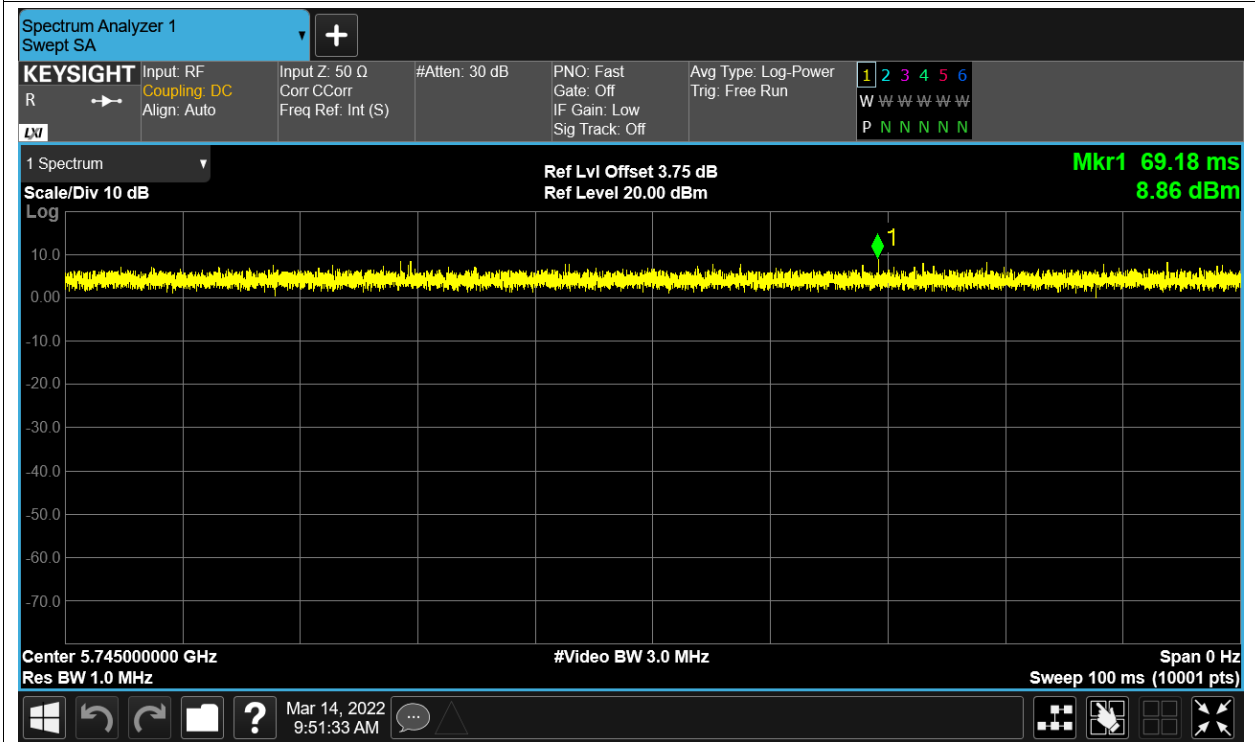 Spectrum Analyzer 1
Swept SA
KEYSIGHT
R
LXI
Input: RF
Coupling: DC
Align: Auto
Input Z: 50 Ω
Corr CCorr
Freq Ref: Int (S)
#Atten: 30 dB
PNO: Fast
Gate: Off
IF Gain: Low
Sig Track: Off
Avg Type: Log-Power
Trig: Free Run
1 2 3 4 5 6
W W W W W W
P N N N N N
1 Spectrum
Scale/Div 10 dB
Log
Ref Lvl Offset 3.75 dB
Ref Level 20.00 dBm
Mkr1 69.18 ms
8.86 dBm
1
10.0
0.00
-10.0
-20.0
-30.0
-40.0
-50.0
-60.0
-70.0
Center 5.745000000 GHz
Res BW 1.0 MHz
#Video BW 3.0 MHz
Span 0 Hz
Sweep 100 ms (10001 pts)
?
Mar 14, 2022
9:51:33 AM